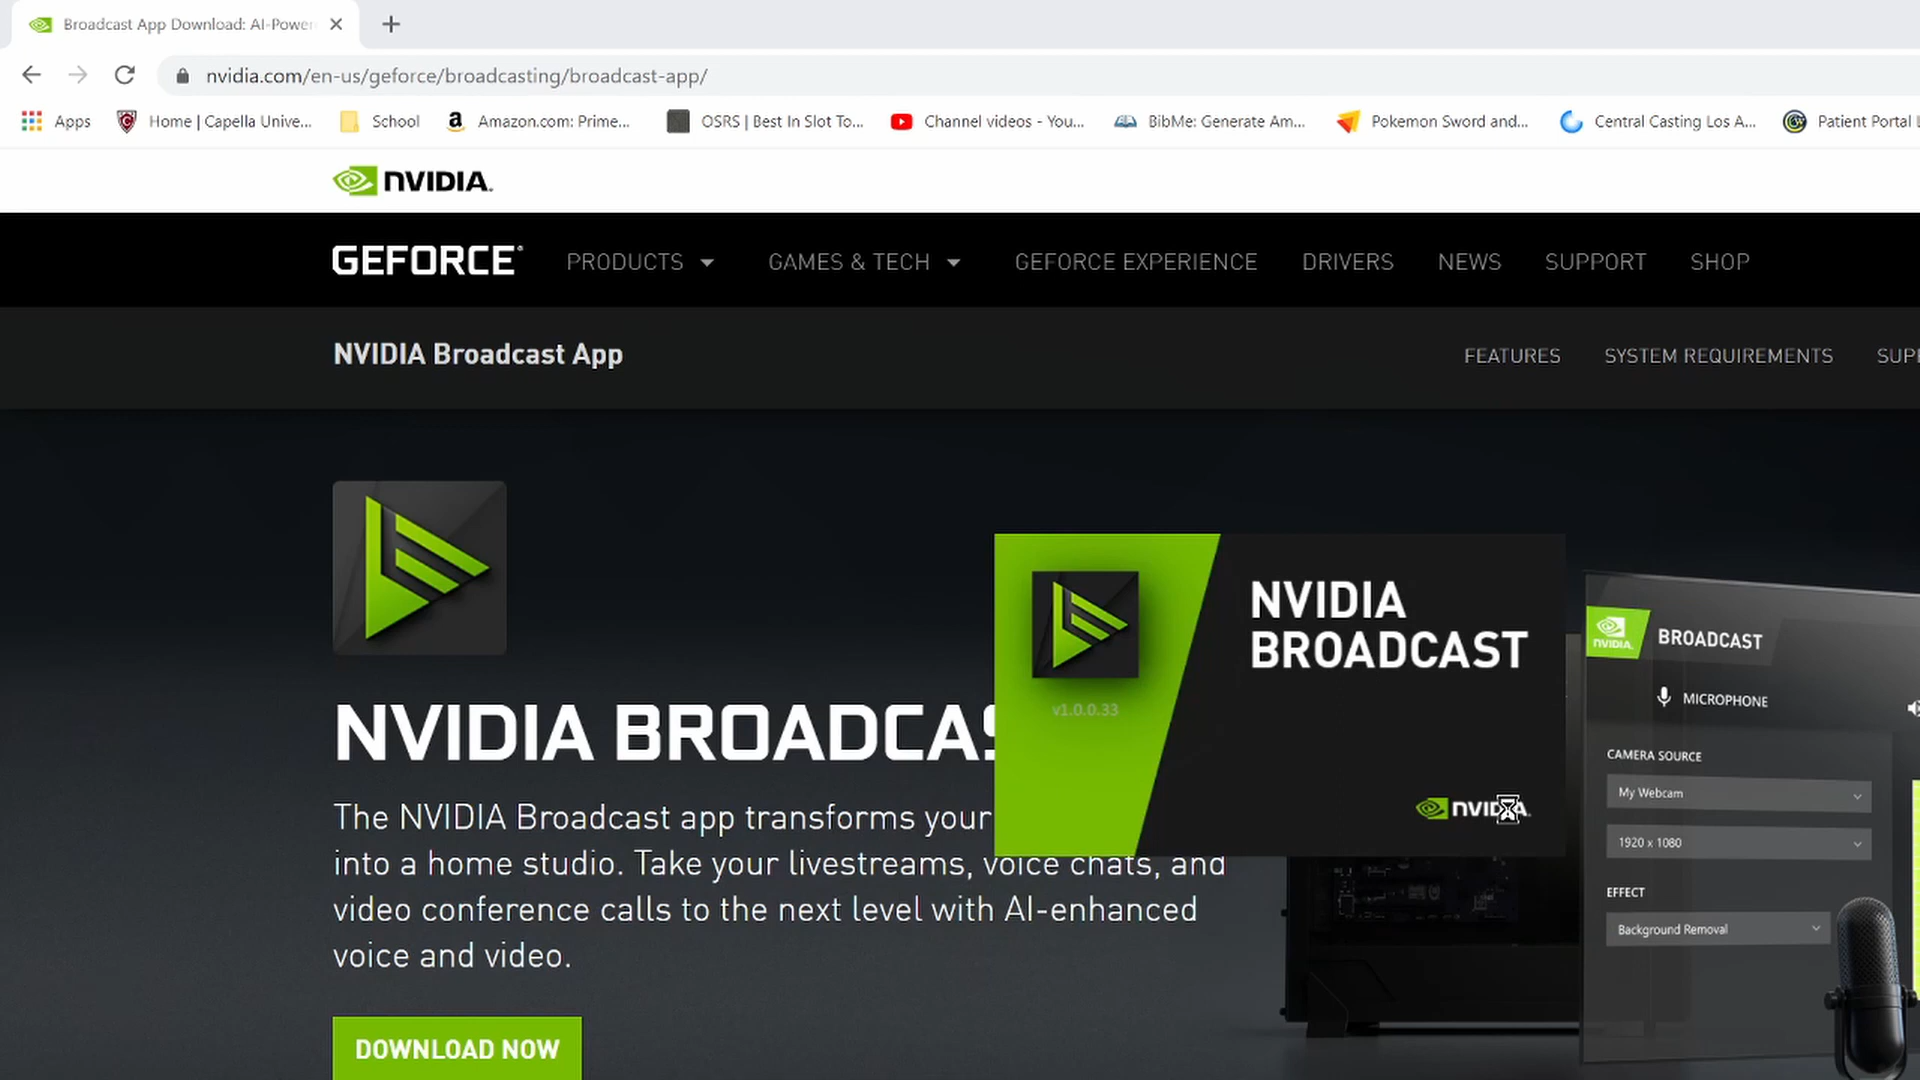 Broadcast App Download: AI-Power
nvidia.com/en-us/geforce/broadcasting/broadcast-app/
Apps
Home | Capella Unive...
School
Amazon.com: Prime...
OSRS | Best In Slot To...
Channel videos - You...
BibMe: Generate Am...
Pokemon Sword and...
Central Casting Los A...
Patient Portal L
NVIDIA.
GEFORCE®
PRODUCTS
GAMES & TECH
GEFORCE EXPERIENCE
DRIVERS
NEWS
SUPPORT
SHOP
NVIDIA Broadcast App
FEATURES
SYSTEM REQUIREMENTS
SUPP
NVIDIA BROADCAS
The NVIDIA Broadcast app transforms your
into a home studio. Take your livestreams, voice chats, and
video conference calls to the next level with AI-enhanced
voice and video.
DOWNLOAD NOW
NVIDIA
BROADCAST
v1.0.0.33
NVIDIA.
NVIDIA.
BROADCAST
MICROPHONE
CAMERA SOURCE
My Webcam
1920 x 1080
EFFECT
Background Removal